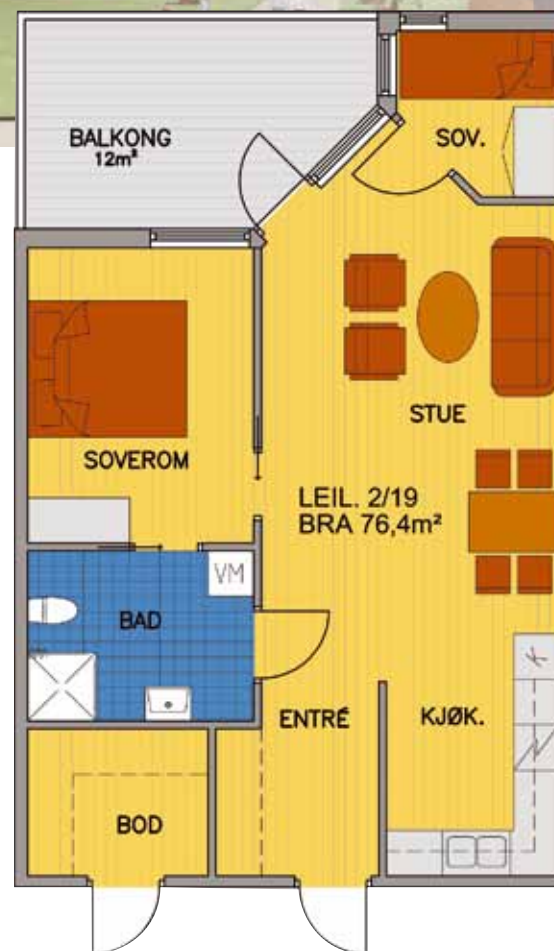 BALKONG
12m²
SOV.
STUE
SOVEROM
LEIL. 2/19
BRA 76,4m²
VM
BAD
ENTRÉ
KJØK.
BOD